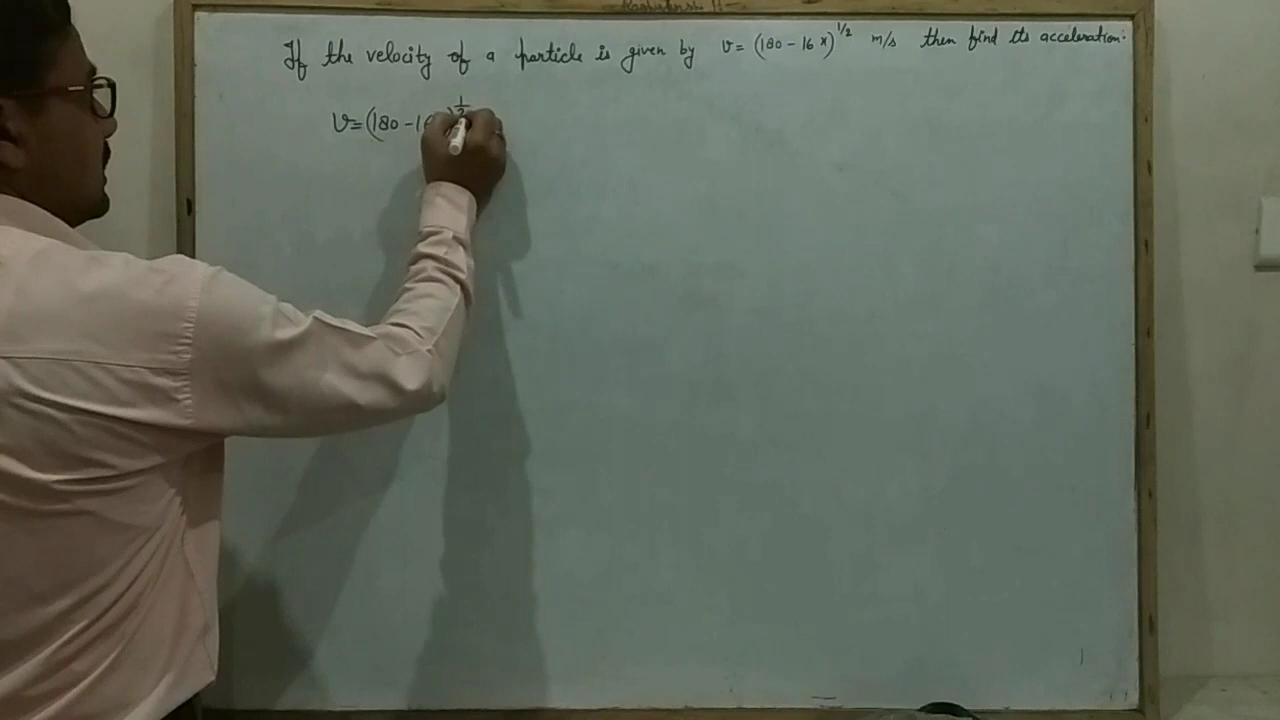 If the velocity of a particle is given by v = (180 - 16 x)^1/2 m/s then find its acceleration.
v = (180 - 1